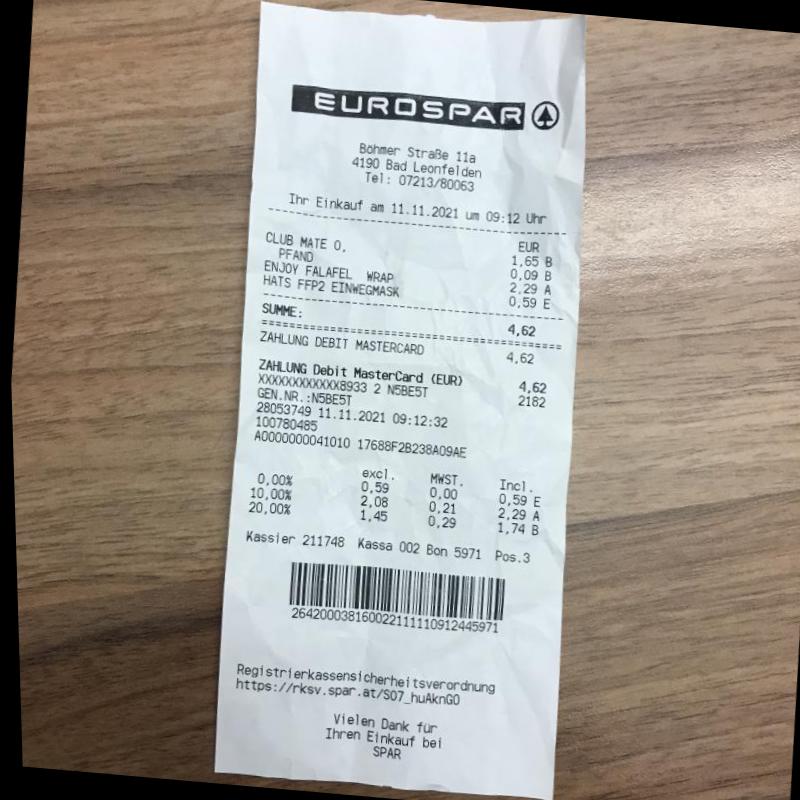 EUROSPAR
Böhmer Straße 11a
4190 Bad Leonfelden
Tel: 07213/80063
Ihr Einkauf am 11.11.2021 um 09:12 Uhr
EUR
CLUB MATE 0, 1,65 B
PFAND 0,09 B
ENJOY FALAFEL WRAP 2,29 A
HATS FFP2 EINWEGMASK 0,59 E
SUMME: 4,62
ZAHLUNG DEBIT MASTERCARD 4,62
ZAHLUNG Debit MasterCard (EUR) 4,62
XXXXXXXXXXXX8933 2 N5BE5T 2182
GEN.NR.:N5BE5T
28053749 11.11.2021 09:12:32
100780485
A0000000041010 17688F2B238A09AE
excl. MWST. Incl.
0,00% 0,59 0,00 0,59 E
10,00% 2,08 0,21 2,29 A
20,00% 1,45 0,29 1,74 B
Kassier 211748 Kassa 002 Bon 5971 Pos.3
264200038160022111110912445971
Registrierkassensicherheitsverordnung
https://rksv.spar.at/S07_huAknG0
Vielen Dank für
Ihren Einkauf bei
SPAR